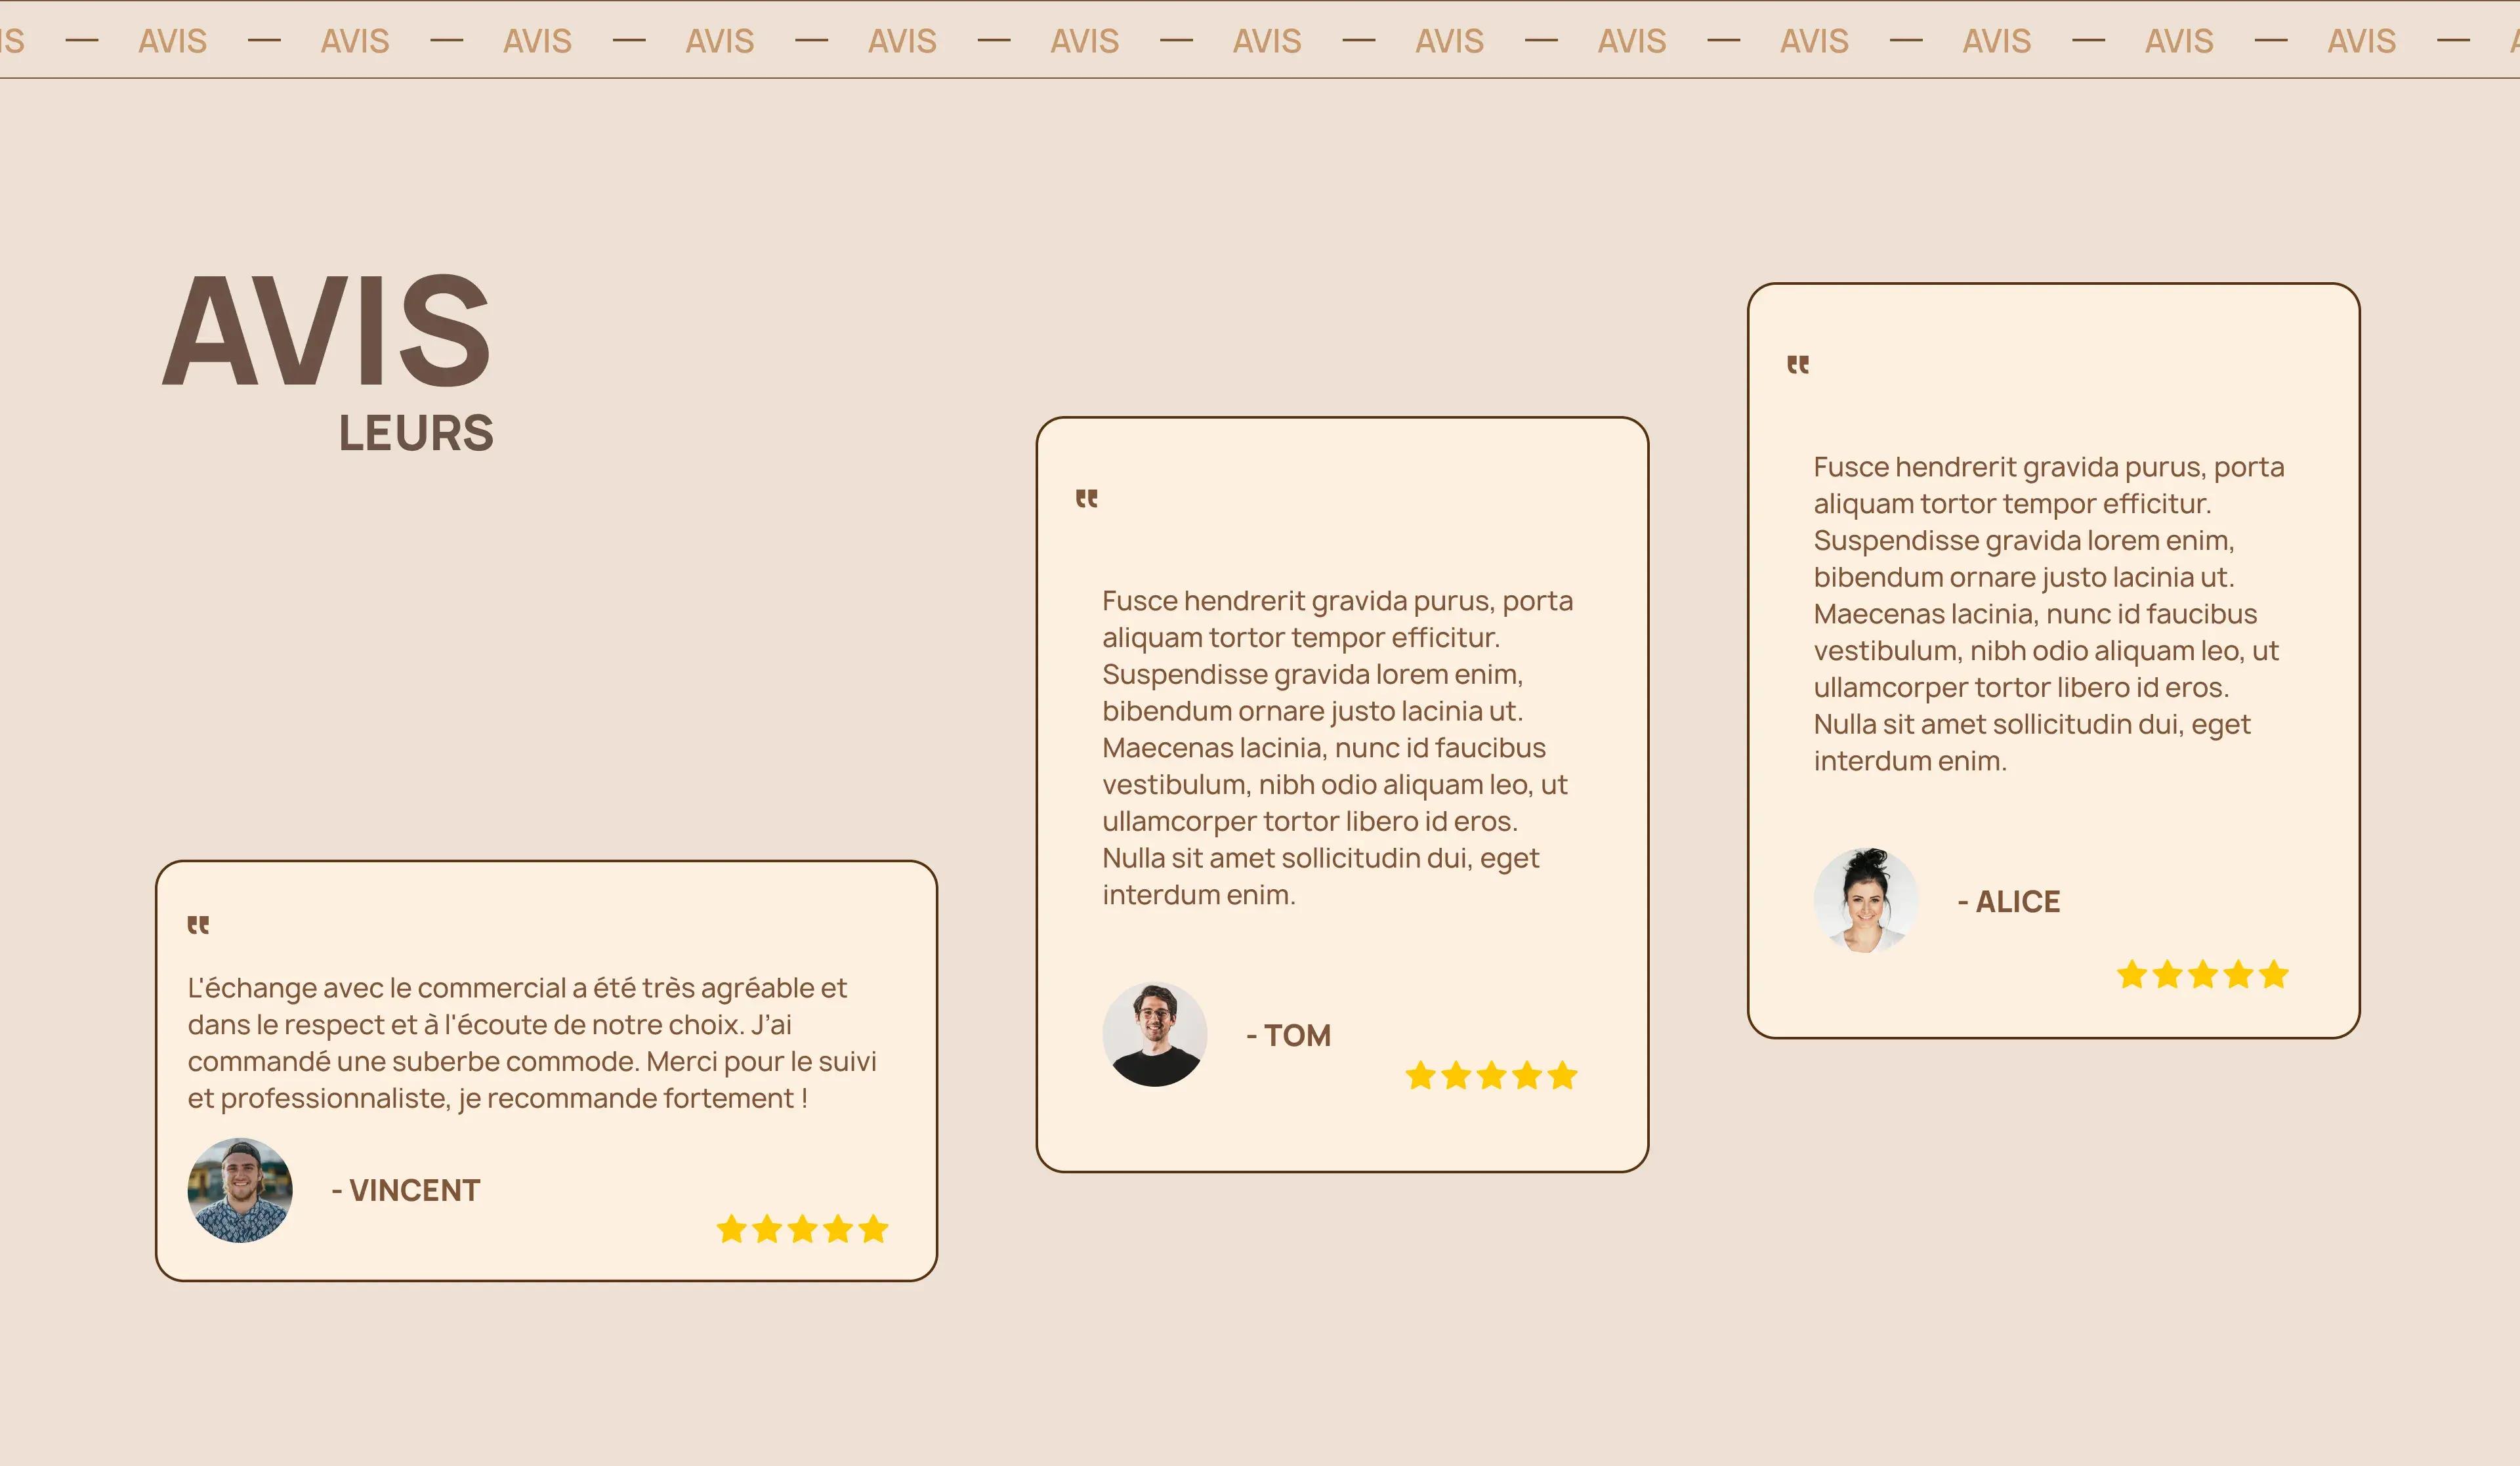 IS — AVIS — AVIS — AVIS — AVIS — AVIS — AVIS — AVIS — AVIS — AVIS — AVIS — AVIS — AVIS — AVIS —
AVIS
LEURS
"
L'échange avec le commercial a été très agréable et
dans le respect et à l'écoute de notre choix. J'ai
commandé une suberbe commode. Merci pour le suivi
et professionnaliste, je recommande fortement !
- VINCENT
"
Fusce hendrerit gravida purus, porta
aliquam tortor tempor efficitur.
Suspendisse gravida lorem enim,
bibendum ornare justo lacinia ut.
Maecenas lacinia, nunc id faucibus
vestibulum, nibh odio aliquam leo, ut
ullamcorper tortor libero id eros.
Nulla sit amet sollicitudin dui, eget
interdum enim.
- TOM
"
Fusce hendrerit gravida purus, porta
aliquam tortor tempor efficitur.
Suspendisse gravida lorem enim,
bibendum ornare justo lacinia ut.
Maecenas lacinia, nunc id faucibus
vestibulum, nibh odio aliquam leo, ut
ullamcorper tortor libero id eros.
Nulla sit amet sollicitudin dui, eget
interdum enim.
- ALICE